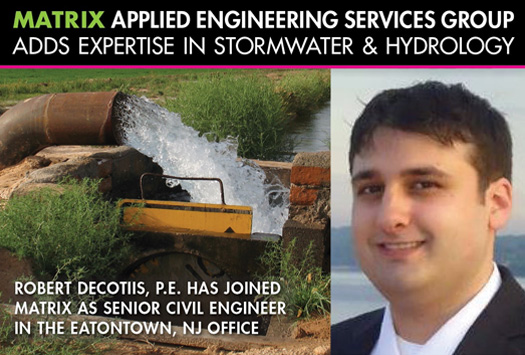 MATRIX APPLIED ENGINEERING SERVICES GROUP
ADDS EXPERTISE IN STORMWATER & HYDROLOGY
ROBERT DECOTIIS, P.E. HAS JOINED
MATRIX AS SENIOR CIVIL ENGINEER
IN THE EATONTOWN, NJ OFFICE